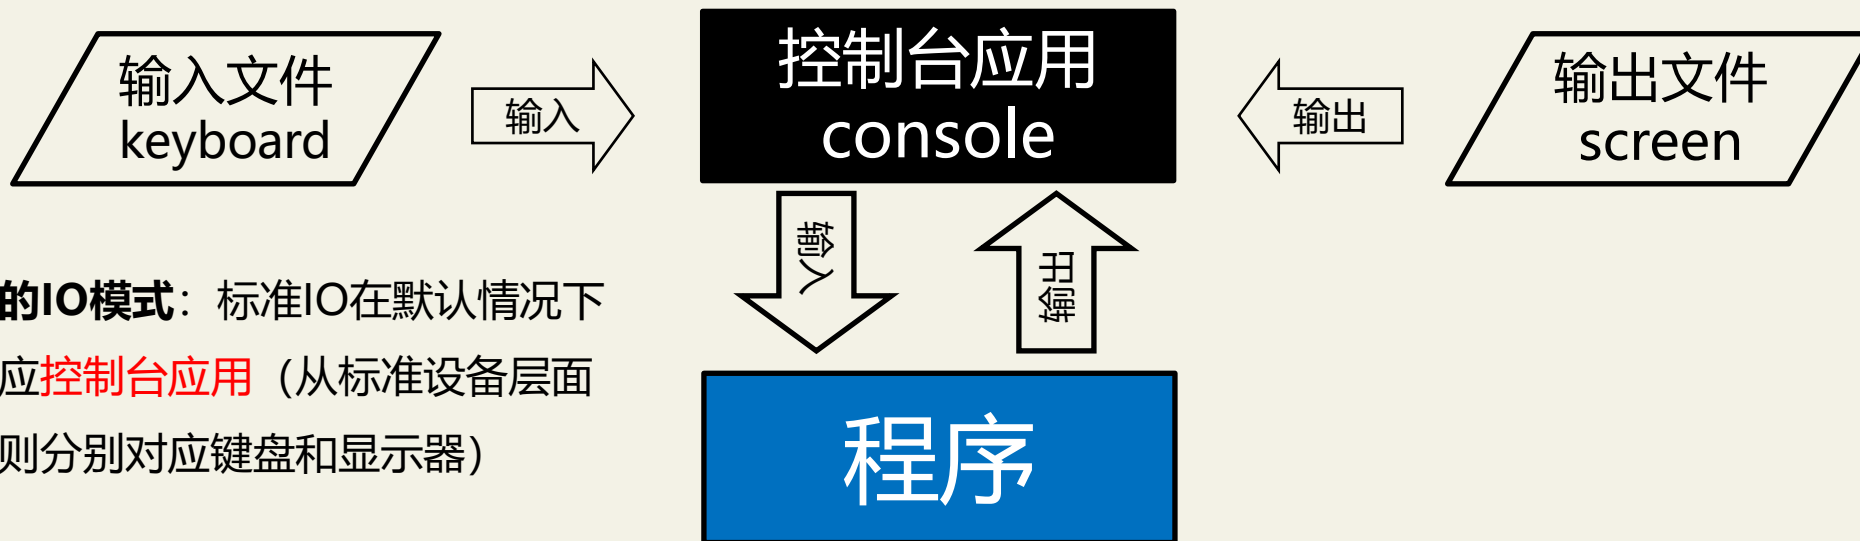 输入文件
keyboard
输入
控制台应用
console
输出
输出文件
screen
输入
输出
的IO模式：标准IO在默认情况下
应控制台应用（从标准设备层面
则分别对应键盘和显示器）
程序